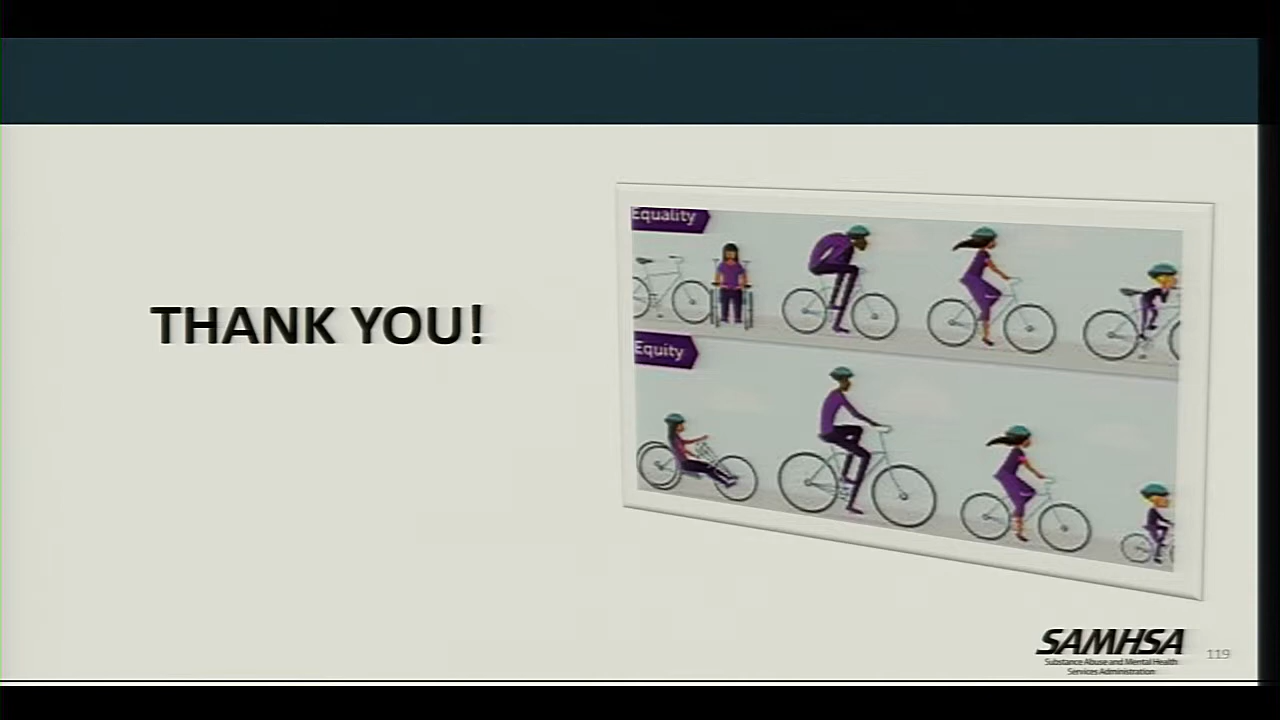 THANK YOU!
Equality
Equity
SAMHSA
Substance Abuse and Mental Health
Services Administration
119